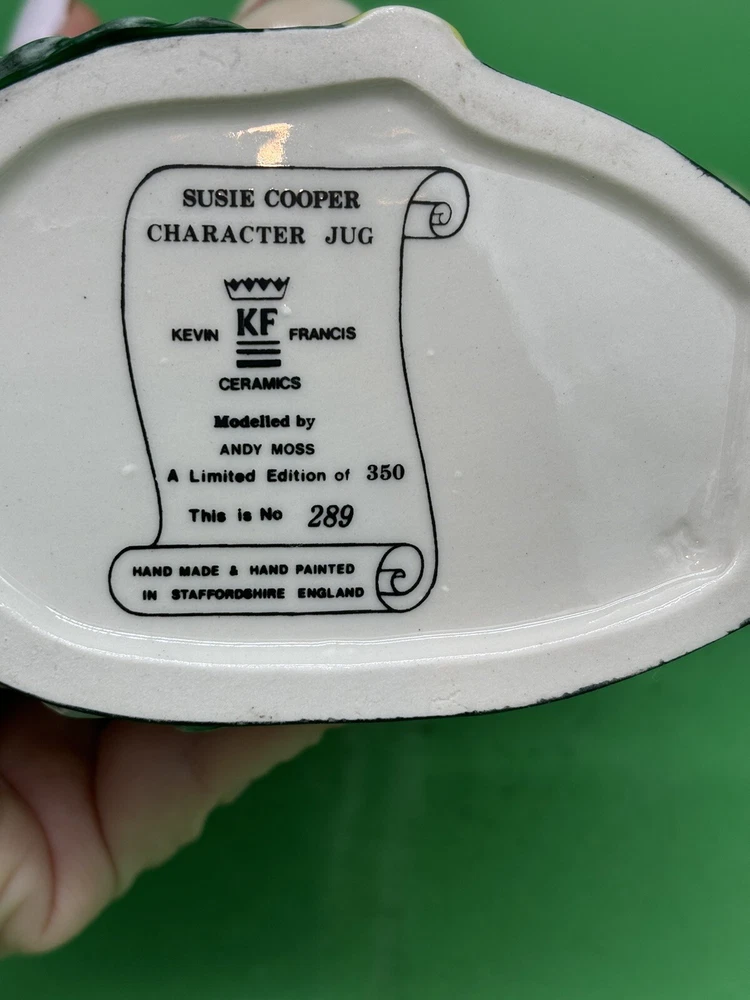 SUSIE COOPER
CHARACTER JUG
KEVIN KF FRANCIS
CERAMICS
Modelled by
ANDY MOSS
A Limited Edition of 350
This is No 289
HAND MADE & HAND PAINTED
IN STAFFORDSHIRE ENGLAND